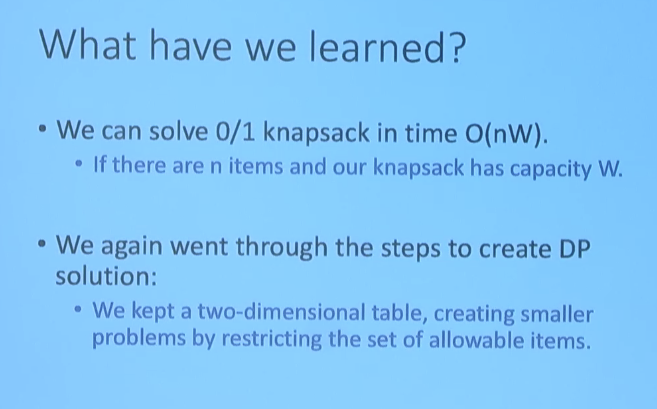 What have we learned?
• We can solve 0/1 knapsack in time O(nW).
• If there are n items and our knapsack has capacity W.
• We again went through the steps to create DP
solution:
• We kept a two-dimensional table, creating smaller
problems by restricting the set of allowable items.